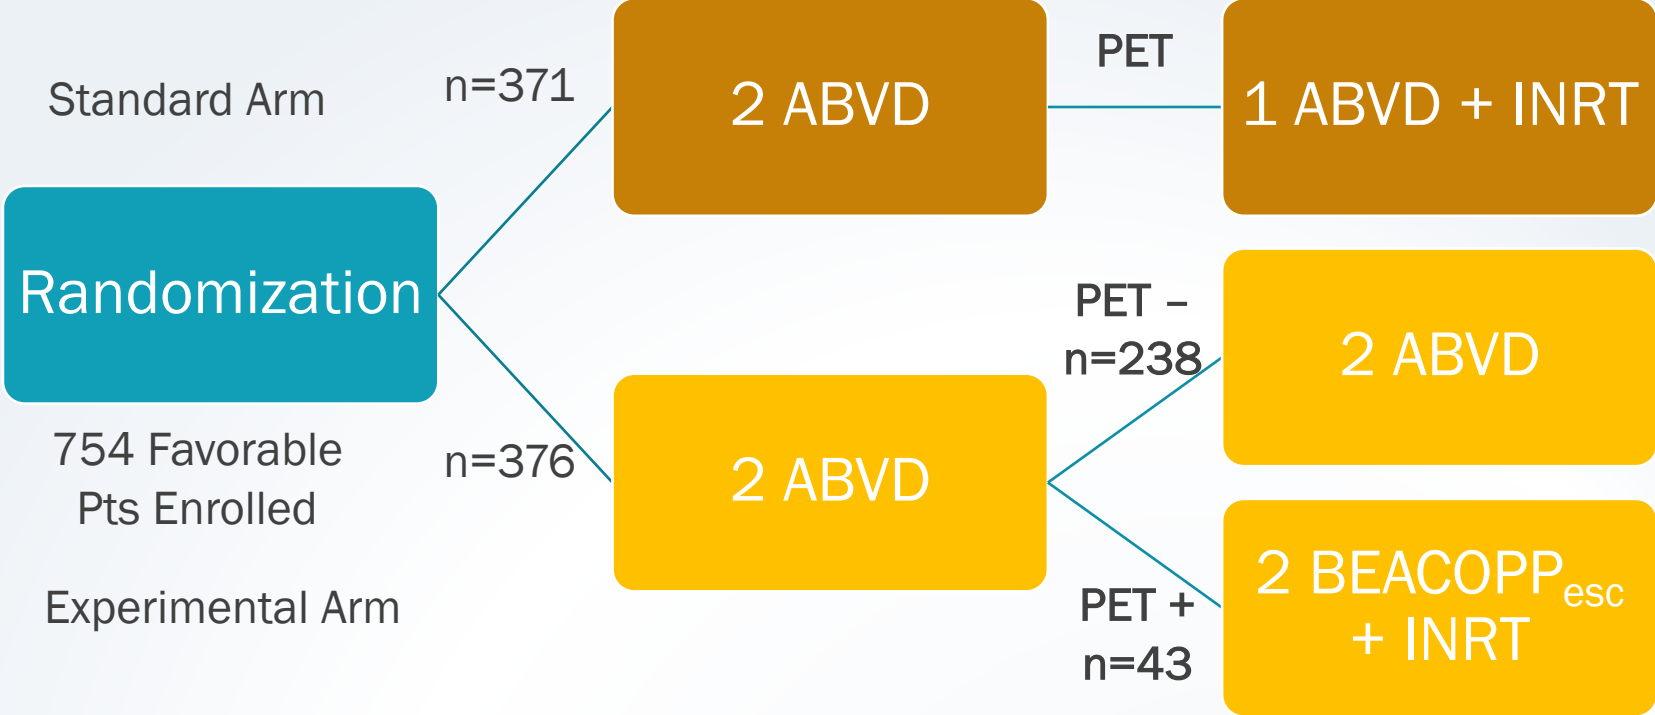 Standard Arm
n=371
2 ABVD
PET
1 ABVD + INRT
Randomization
754 Favorable
Pts Enrolled
n=376
2 ABVD
PET –
n=238
2 ABVD
Experimental Arm
PET +
n=43
2 BEACOPPesc
+ INRT